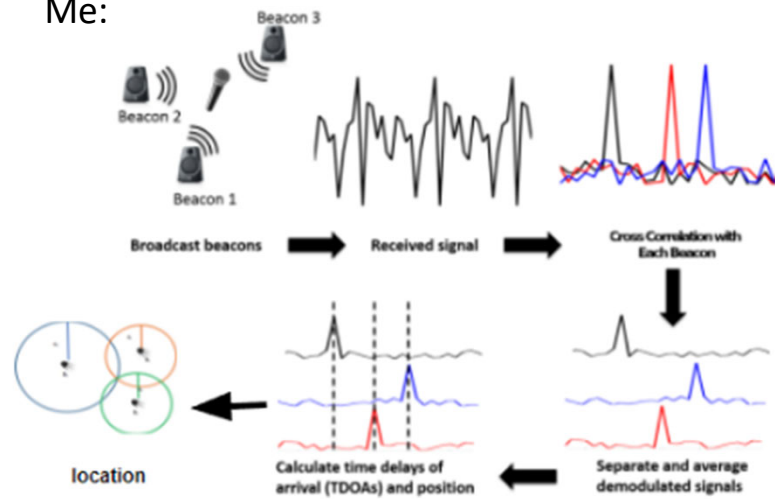 Me:
Beacon 3
Beacon 2
Beacon 1
Broadcast beacons
Received signal
Cross Correlation with
Each Beacon
location
Calculate time delays of
arrival (TDOAs) and position
Separate and average
demodulated signals